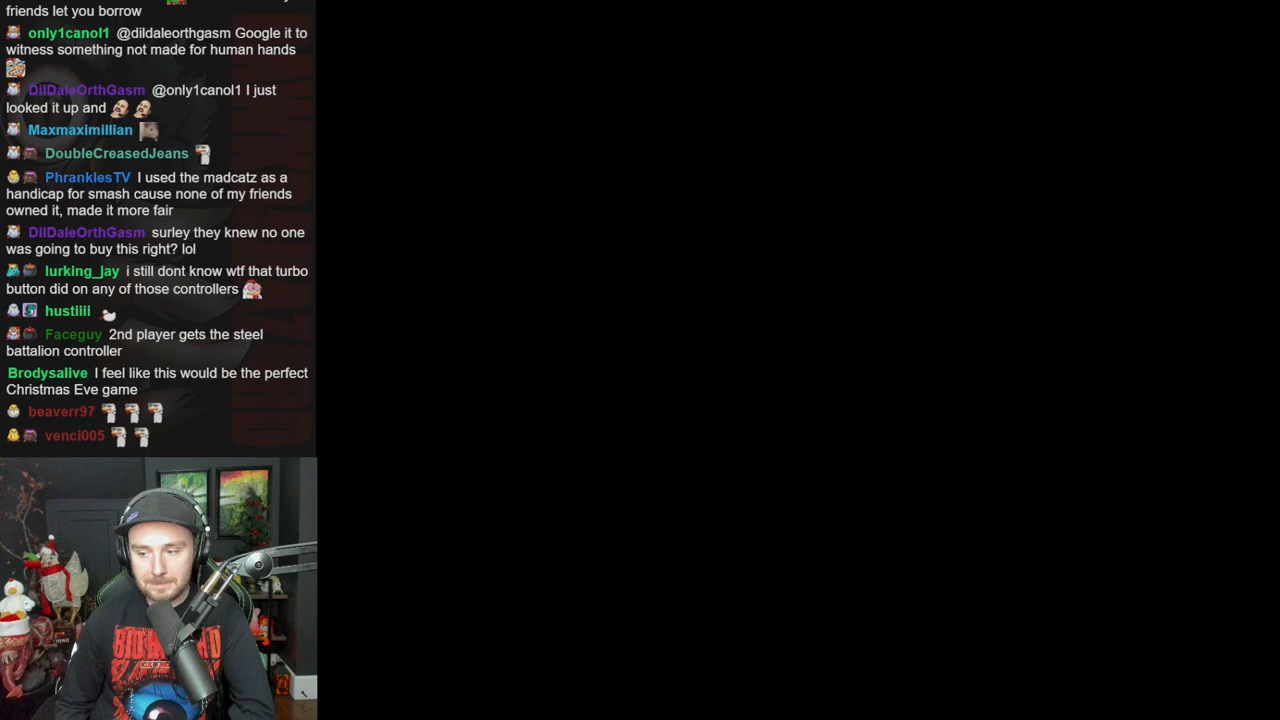 friends let you borrow
only1canol1 @dildaleorthgasm Google it to
witness something not made for human hands
DilDaleOrthGasm @only1canol1 I just
looked it up and
Maxmaximillian
DoubleCreasedJeans
PhranklesTV I used the madcatz as a
handicap for smash cause none of my friends
owned it, made it more fair
DilDaleOrthGasm surley they knew no one
was going to buy this right? lol
lurking_jay i still dont know wtf that turbo
button did on any of those controllers
hustiiii
Faceguy 2nd player gets the steel
battalion controller
Brodysalive I feel like this would be the perfect
Christmas Eve game
beaverr97
venci005